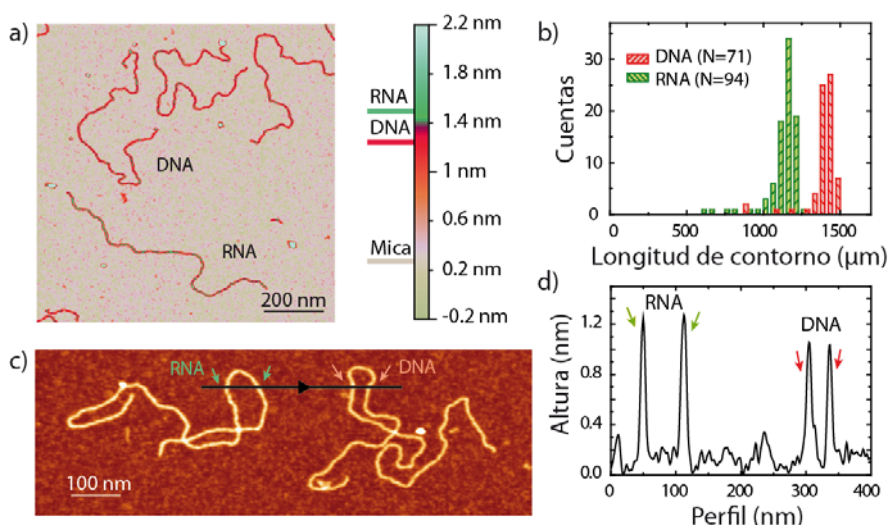 a)
DNA
RNA
200 nm
RNA
DNA
Mica
2.2 nm
1.8 nm
1.4 nm
1 nm
0.6 nm
0.2 nm
-0.2 nm
b)
DNA (N=71)
RNA (N=94)
Cuentas
30
20
10
0
0
500
1000
1500
Longitud de contorno (μm)
c)
RNA
DNA
100 nm
d)
RNA
DNA
Altura (nm)
1.2
0.8
0.4
0.0
0
100
200
300
400
Perfil (nm)